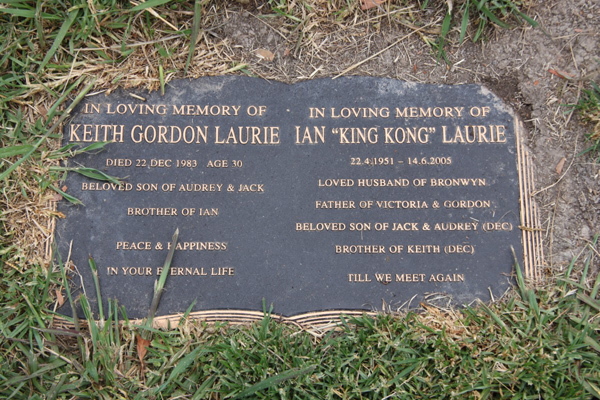 IN LOVING MEMORY OF
KEITH GORDON LAURIE
DIED 22 DEC 1983 AGE 30
BELOVED SON OF AUDREY & JACK
BROTHER OF IAN
PEACE & HAPPINESS
IN YOUR ETERNAL LIFE
IN LOVING MEMORY OF
IAN "KING KONG" LAURIE
22.4.1951 – 14.6.2005
LOVED HUSBAND OF BRONWYN
FATHER OF VICTORIA & GORDON
BELOVED SON OF JACK & AUDREY (DEC)
BROTHER OF KEITH (DEC)
TILL WE MEET AGAIN